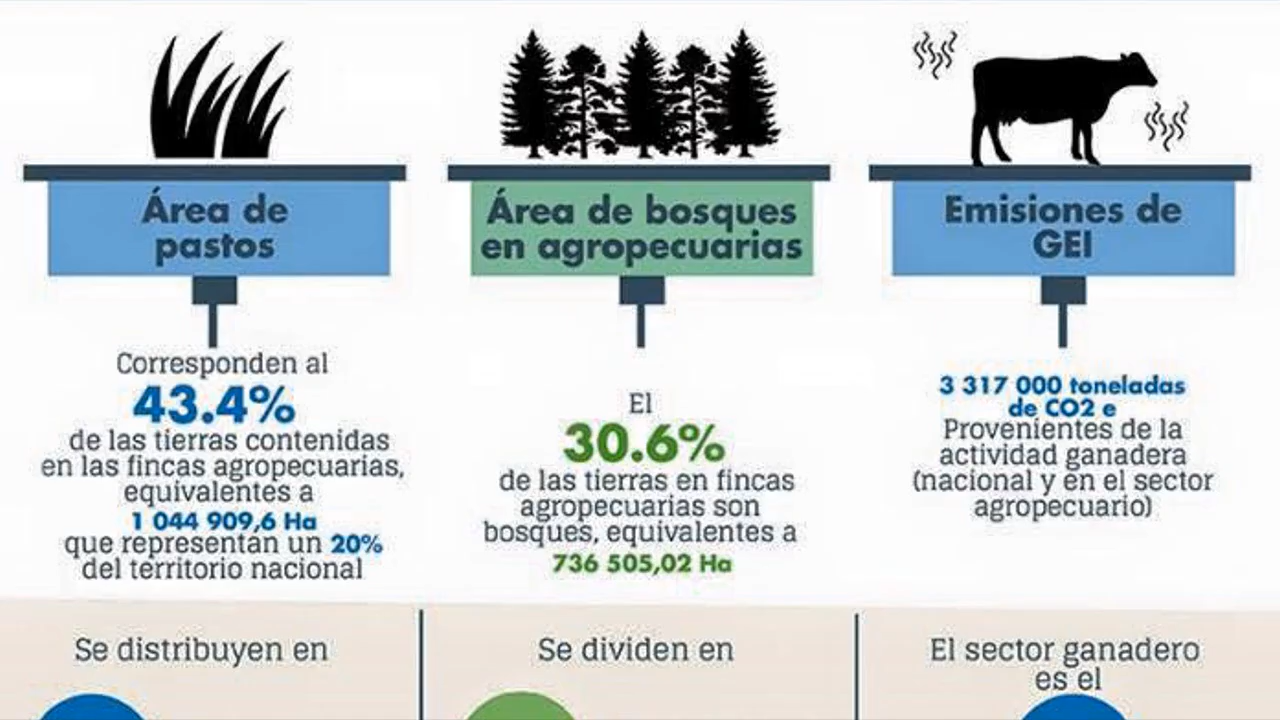 Área de
pastos
Corresponden al
43.4%
de las tierras contenidas
en las fincas agropecuarias,
equivalentes a
1 044 909,6 Ha
que representan un 20%
del territorio nacional
Se distribuyen en
Área de bosques
en agropecuarias
El
30.6%
de las tierras en fincas
agropecuarias son
bosques, equivalentes a
736 505,02 Ha
Se dividen en
Emisiones de
GEI
3 317 000 toneladas
de CO2 e
Provenientes de la
actividad ganadera
(nacional y en el sector
agropecuario)
El sector ganadero
es el